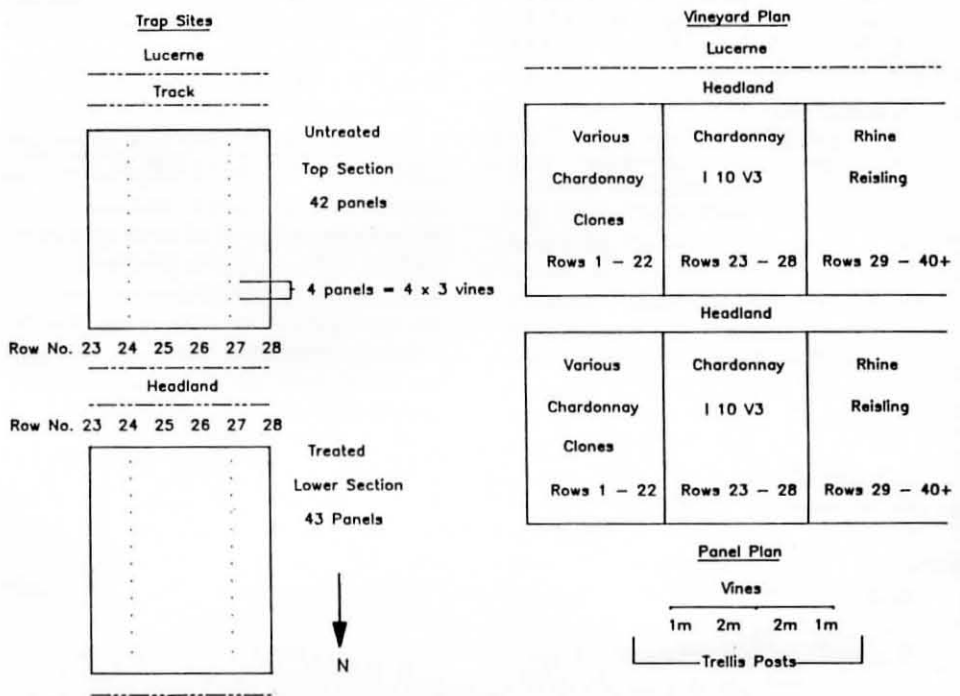 Trap Sites
Lucerne
Track
Untreated
Top Section
42 panels
4 panels = 4 x 3 vines
Row No. 23 24 25 26 27 28
Headland
Row No. 23 24 25 26 27 28
Treated
Lower Section
43 Panels
N
Vineyard Plan
Lucerne
Headland
Various
Chardonnay
Clones
Rows 1 - 22
Chardonnay
I 10 V3
Rows 23 - 28
Rhine
Reisling
Rows 29 - 40+
Headland
Various
Chardonnay
Clones
Rows 1 - 22
Chardonnay
I 10 V3
Rows 23 - 28
Rhine
Reisling
Rows 29 - 40+
Panel Plan
Vines
1m 2m 2m 1m
Trellis Posts